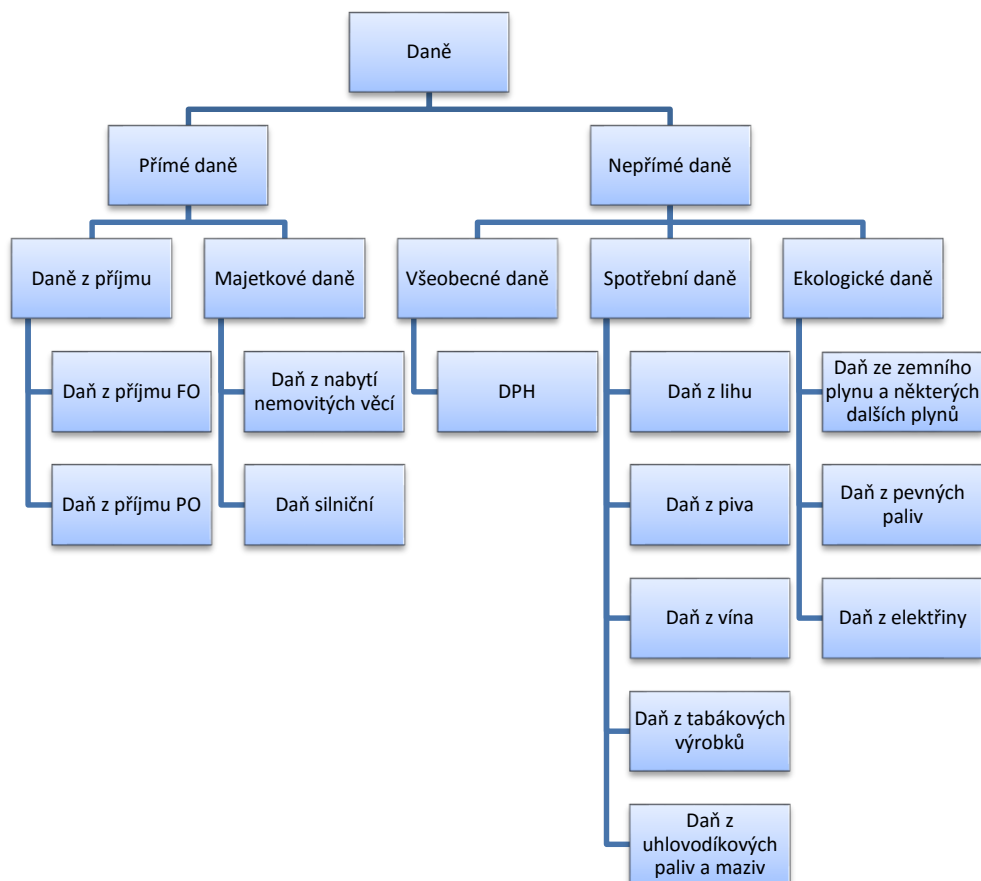 Daně
Přímé daně
Nepřímé daně
Daně z příjmu
Majetkové daně
Všeobecné daně
Spotřební daně
Ekologické daně
Daň z příjmu FO
Daň z nabytí
nemovitých věcí
DPH
Daň z lihu
Daň ze zemního
plynu a některých
dalších plynů
Daň z příjmu PO
Daň silniční
Daň z piva
Daň z pevných
paliv
Daň z vína
Daň z elektřiny
Daň z tabákových
výrobků
Daň z
uhlovodíkových
paliv a maziv